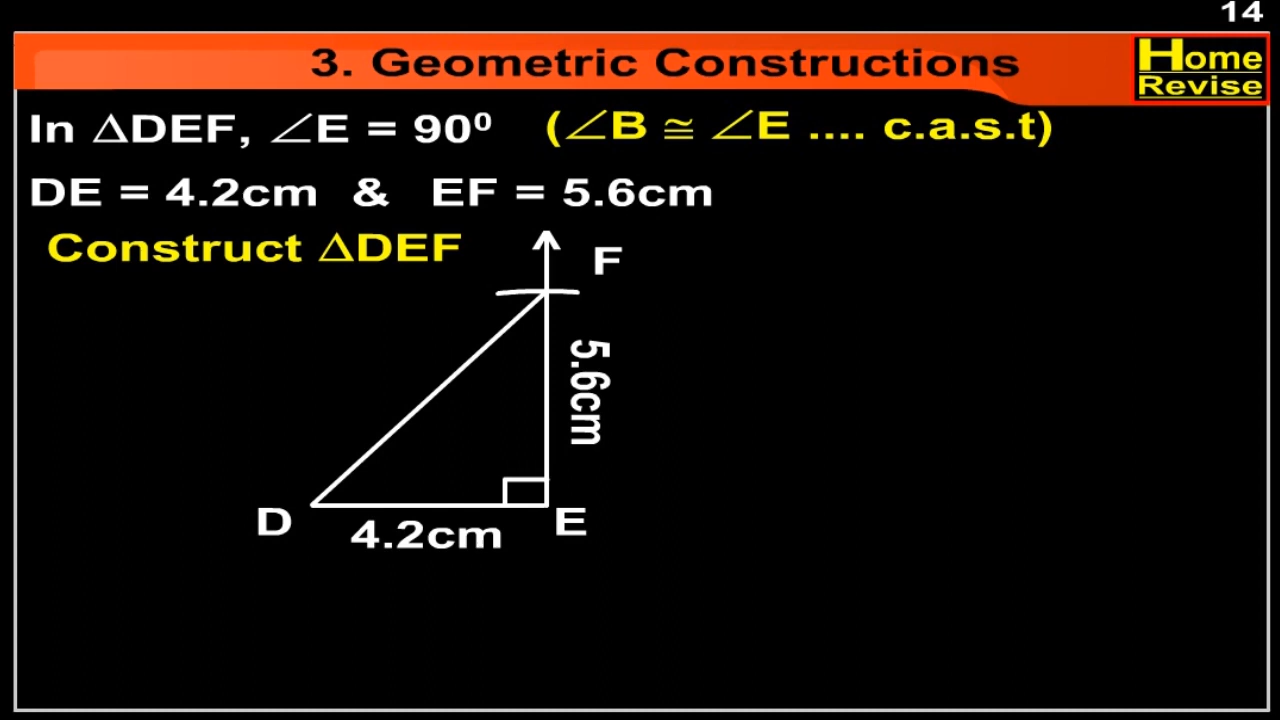 14
3. Geometric Constructions
Home
Revise
In ΔDEF, ∠E = 90⁰ (∠B ≅ ∠E .... c.a.s.t)
DE = 4.2cm & EF = 5.6cm
Construct ΔDEF
F
5.6cm
D
4.2cm
E